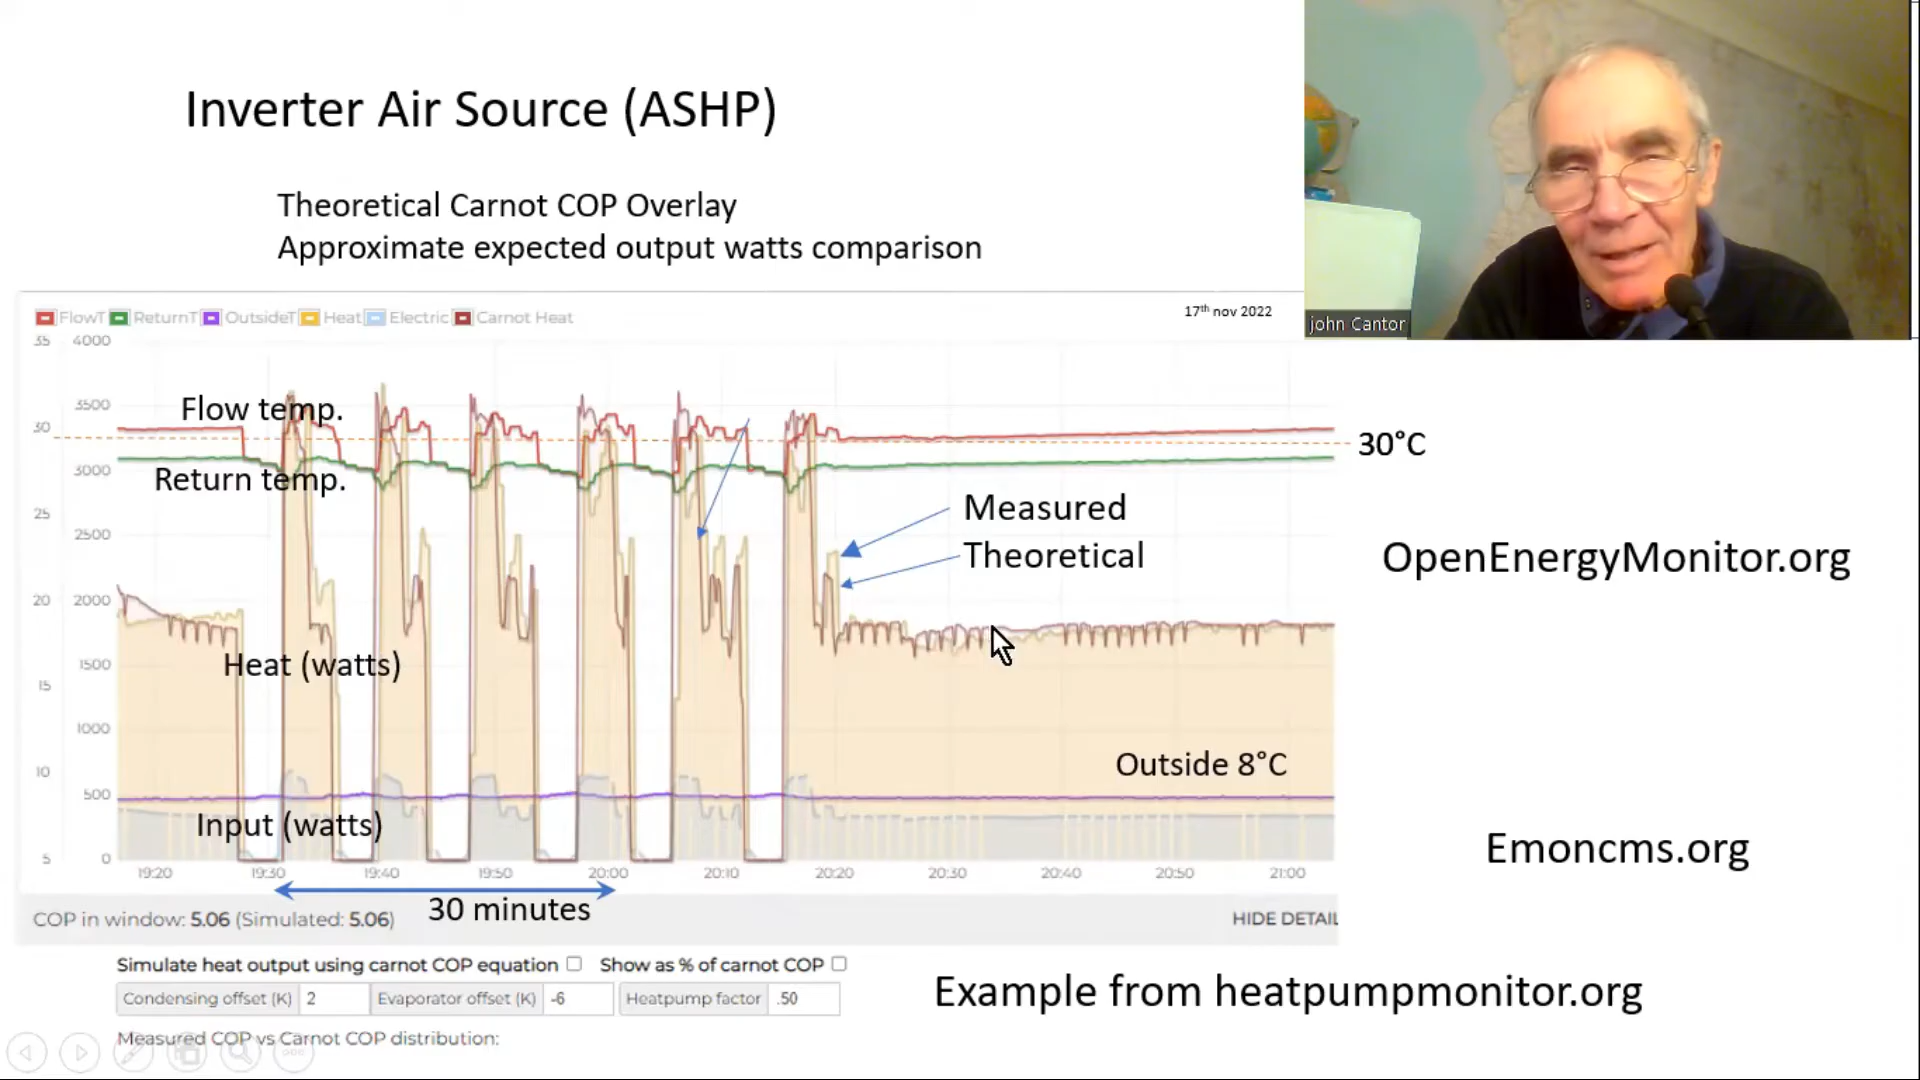 Inverter Air Source (ASHP)
Theoretical Carnot COP Overlay
Approximate expected output watts comparison
john Cantor
FlowT ReturnT OutsideT Heat Electric Carnot Heat
17th nov 2022
35 4000
3500
30
3000
25
2500
20 2000
1500
15
1000
10
500
5 0
Flow temp.
Return temp.
30°C
Measured
Theoretical
OpenEnergyMonitor.org
Heat (watts)
Outside 8°C
Input (watts)
Emoncms.org
19:20 19:30 19:40 19:50 20:00 20:10 20:20 20:30 20:40 20:50 21:00
30 minutes
COP in window: 5.06 (Simulated: 5.06)
HIDE DETAIL
Simulate heat output using carnot COP equation Show as % of carnot COP
Condensing offset (K) 2 Evaporator offset (K) -6 Heatpump factor .50
Example from heatpumpmonitor.org
Measured COP vs Carnot COP distribution: